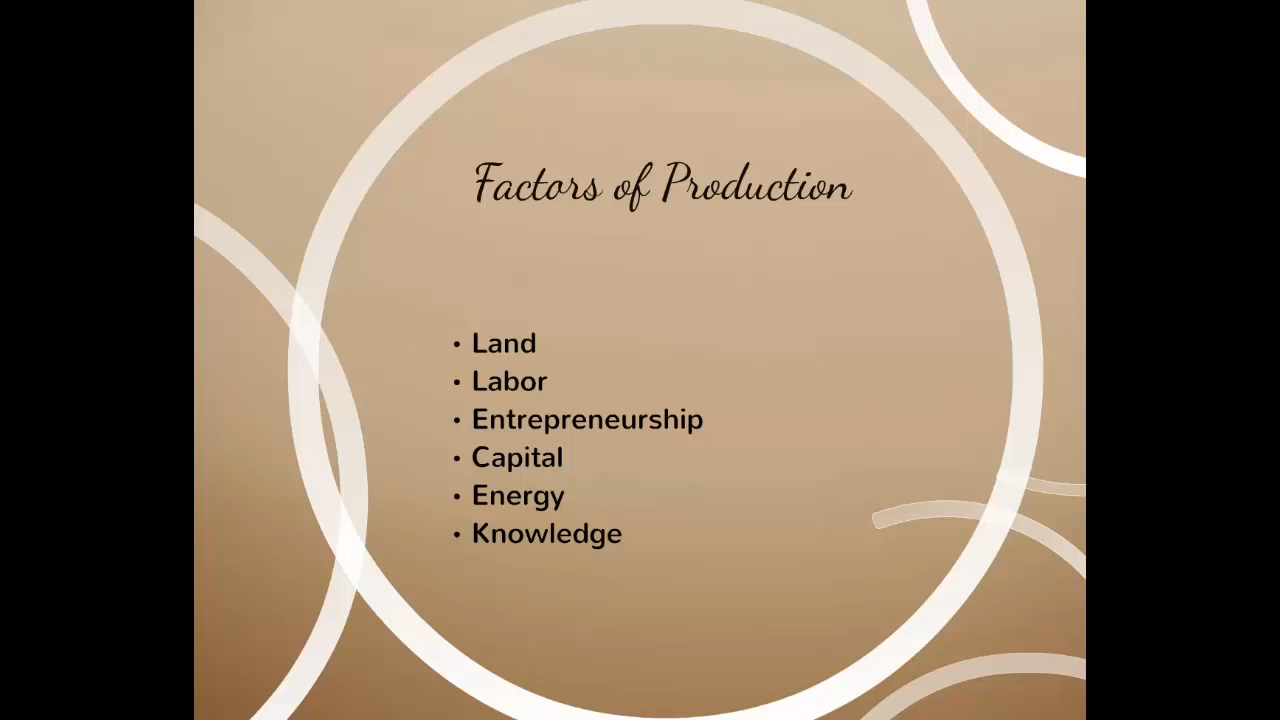 Factors of Production
• Land
• Labor
• Entrepreneurship
• Capital
• Energy
• Knowledge